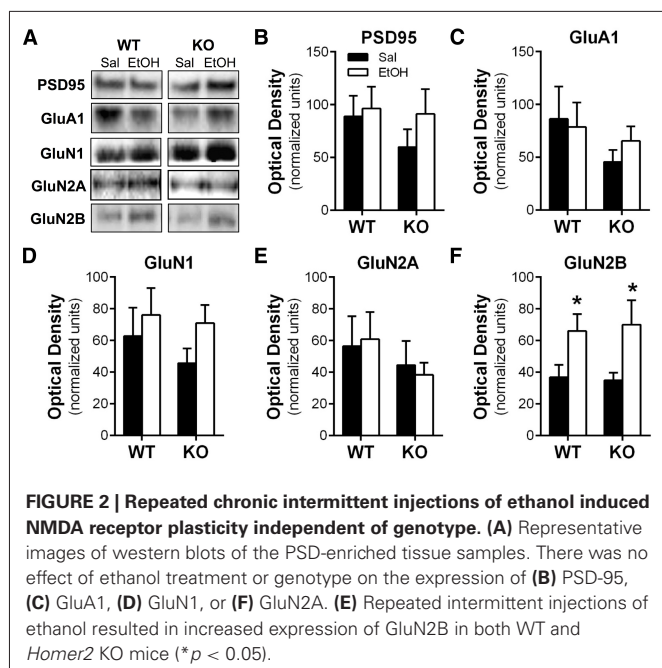 A
WT KO
Sal EtOH Sal EtOH
PSD95
GluA1
GluN1
GluN2A
GluN2B
B
PSD95
Optical Density
(normalized units)
150
100
50
0
Sal
EtOH
WT KO
C
GluA1
Optical Density
(normalized units)
150
100
50
0
WT KO
D
GluN1
Optical Density
(normalized units)
100
80
60
40
20
0
WT KO
E
GluN2A
Optical Density
(normalized units)
100
80
60
40
20
0
WT KO
F
GluN2B
Optical Density
(normalized units)
100
80
60
40
20
0
* *
WT KO
FIGURE 2 | Repeated chronic intermittent injections of ethanol induced
NMDA receptor plasticity independent of genotype. (A) Representative
images of western blots of the PSD-enriched tissue samples. There was no
effect of ethanol treatment or genotype on the expression of (B) PSD-95,
(C) GluA1, (D) GluN1, or (F) GluN2A. (E) Repeated intermittent injections of
ethanol resulted in increased expression of GluN2B in both WT and
Homer2 KO mice (*p < 0.05).